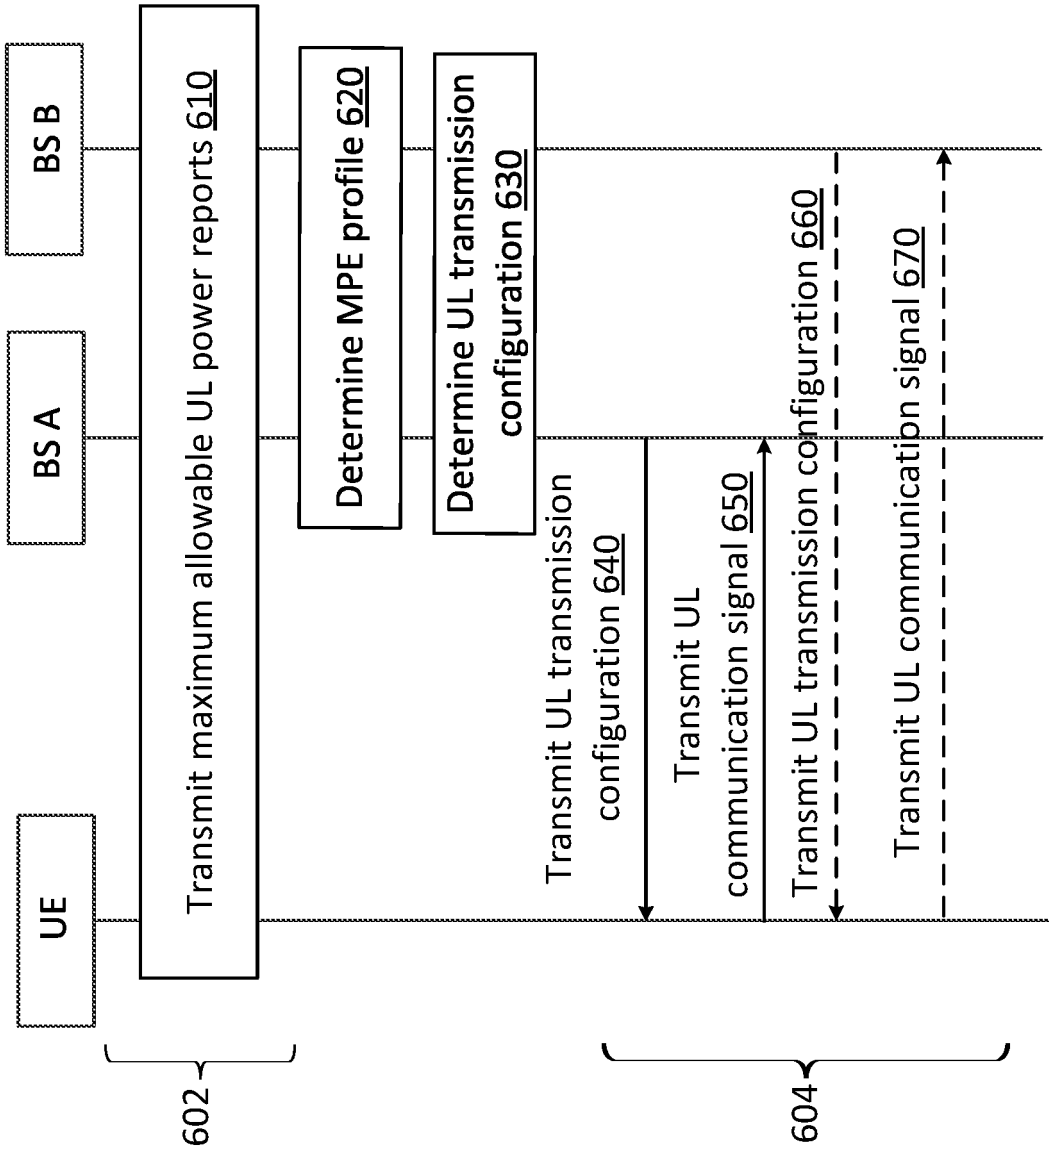 UE
BS A
BS B
602
Transmit maximum allowable UL power reports 610
Determine MPE profile 620
Determine UL transmission
configuration 630
604
Transmit UL transmission
configuration 640
Transmit UL
communication signal 650
Transmit UL transmission configuration 660
Transmit UL communication signal 670